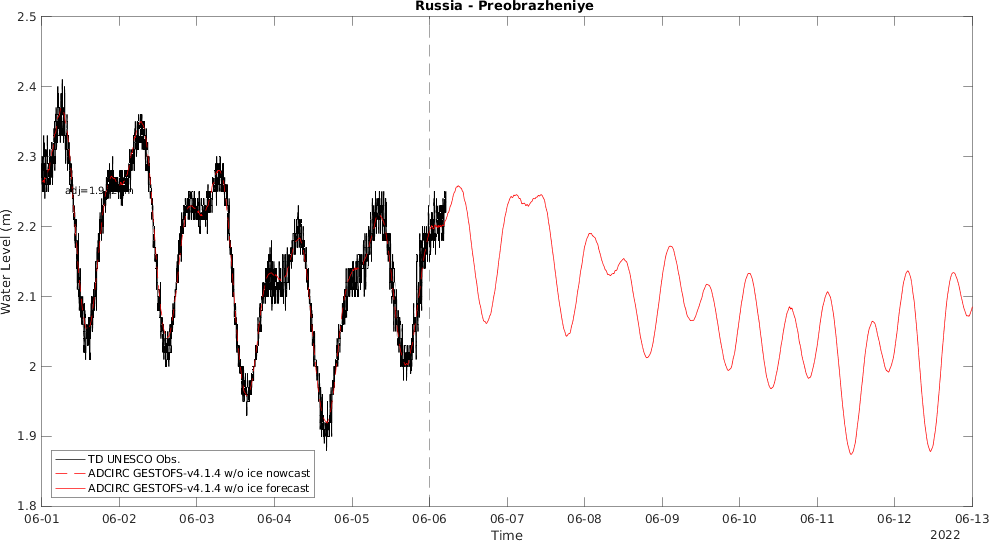 Russia - Preobrazheniye
2.5
2.4
2.3
2.2
2.1
2
1.9
1.8
Water Level (m)
TD UNESCO Obs.
ADCIRC GESTOFS-v4.1.4 w/o ice nowcast
ADCIRC GESTOFS-v4.1.4 w/o ice forecast
06-01 06-02 06-03 06-04 06-05 06-06 06-07 06-08 06-09 06-10 06-11 06-12 06-13
Time
2022